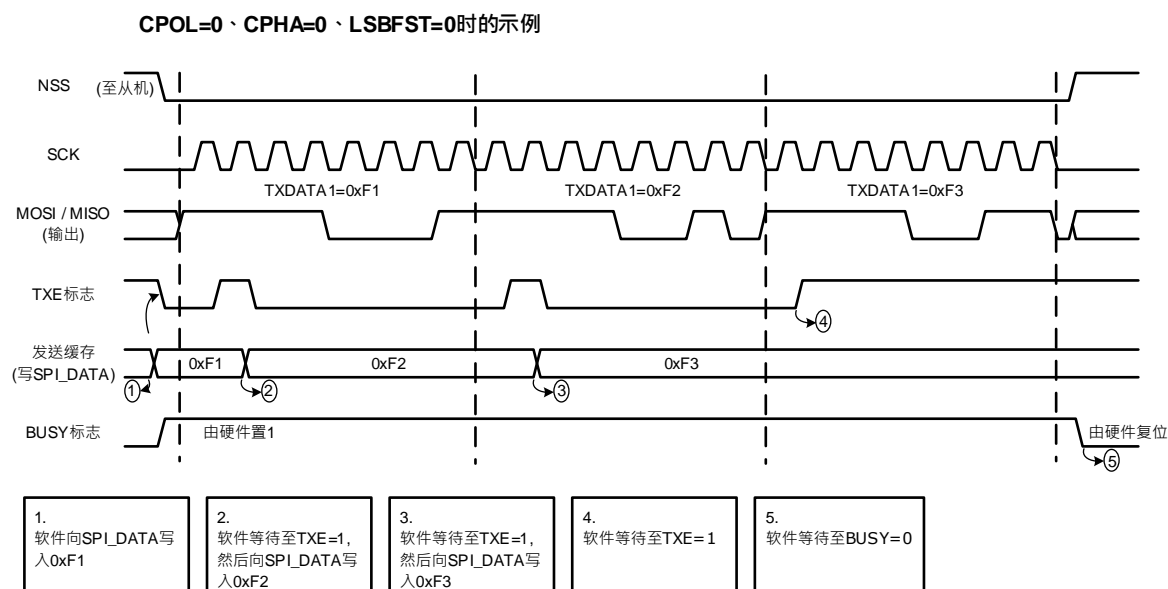 CPOL=0、CPHA=0、LSBFST=0时的示例
NSS (至从机)
SCK
TXDATA1=0xF1 TXDATA1=0xF2 TXDATA1=0xF3
MOSI / MISO
(输出)
TXE标志
④
发送缓存
(写SPI_DATA)
0xF1 0xF2 0xF3
① ② ③
BUSY标志 由硬件置1 由硬件复位
⑤
1.
软件向SPI_DATA写
入0xF1
2.
软件等待至TXE=1,
然后向SPI_DATA写
入0xF2
3.
软件等待至TXE=1,
然后向SPI_DATA写
入0xF3
4.
软件等待至TXE=1
5.
软件等待至BUSY=0